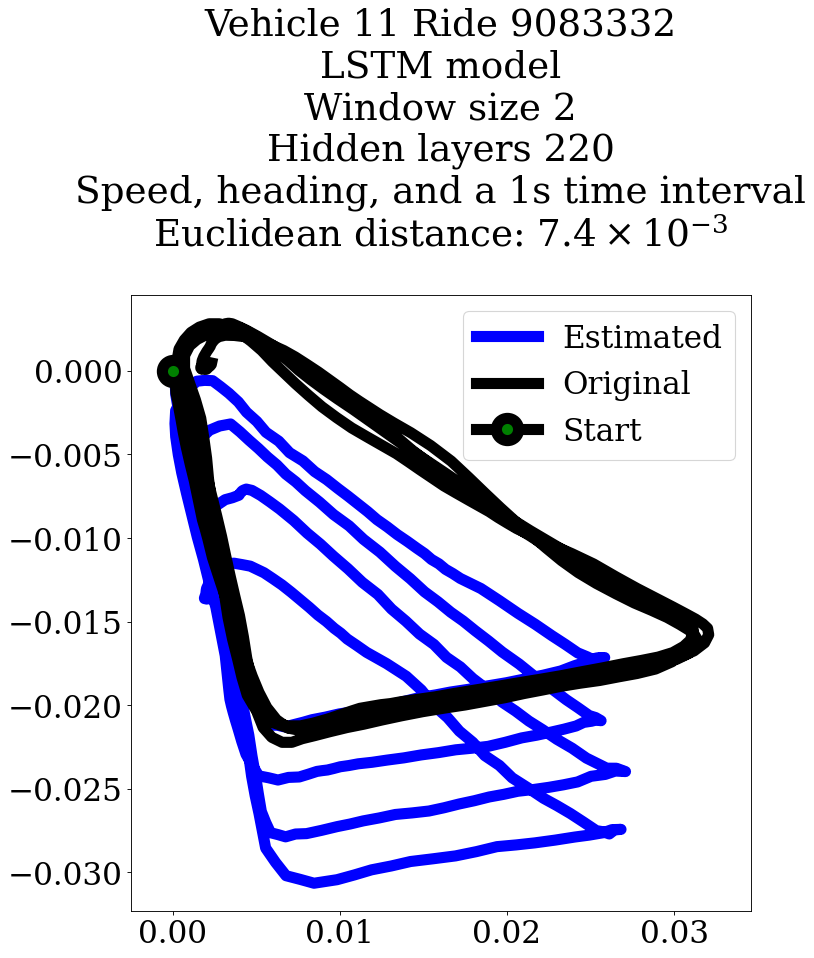 Vehicle 11 Ride 9083332
LSTM model
Window size 2
Hidden layers 220
Speed, heading, and a 1s time interval
Euclidean distance: 7.4 × 10⁻³
Estimated
Original
Start
0.000
−0.005
−0.010
−0.015
−0.020
−0.025
−0.030
0.00 0.01 0.02 0.03